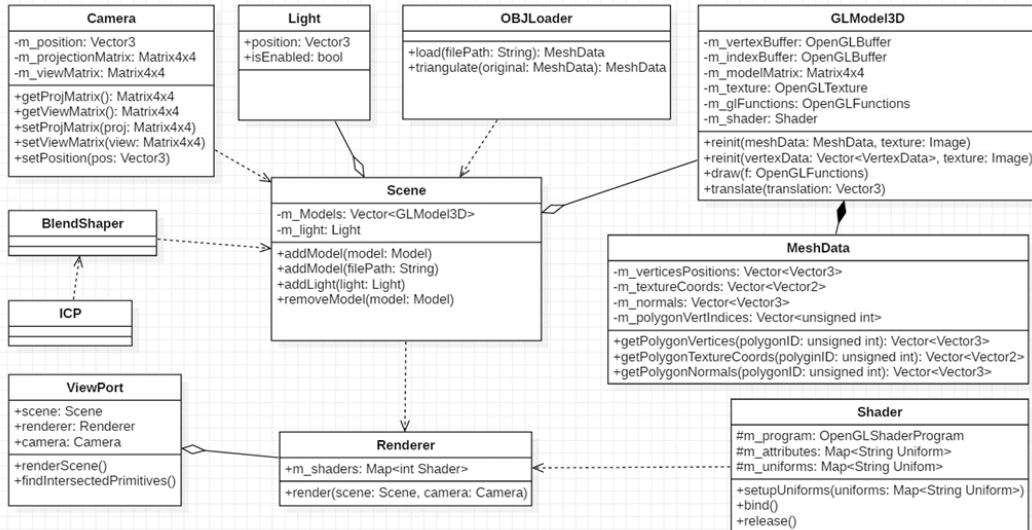 Camera
-m_position: Vector3
-m_projectionMatrix: Matrix4x4
-m_viewMatrix: Matrix4x4
+getProjMatrix(): Matrix4x4
+getViewMatrix(): Matrix4x4
+setProjMatrix(proj: Matrix4x4)
+setViewMatrix(view: Matrix4x4)
+setPosition(pos: Vector3)
Light
+position: Vector3
+isEnabled: bool
OBJLoader
+load(filePath: String): MeshData
+triangulate(original: MeshData): MeshData
GLModel3D
-m_vertexBuffer: OpenGLBuffer
-m_indexBuffer: OpenGLBuffer
-m_modelMatrix: Matrix4x4
-m_texture: OpenGLTexture
-m_glFunctions: OpenGLFunctions
-m_shader: Shader
+reinit(meshData: MeshData, texture: Image)
+reinit(vertexData: Vector<VertexData>, texture: Image)
+draw(f: OpenGLFunctions)
+translate(translation: Vector3)
Scene
-m_Models: Vector<GLModel3D>
-m_light: Light
+addModel(model: Model)
+addModel(filePath: String)
+addLight(light: Light)
+removeModel(model: Model)
BlendShaper
ICP
MeshData
-m_verticesPositions: Vector<Vector3>
-m_textureCoords: Vector<Vector2>
-m_normals: Vector<Vector3>
-m_polygonVertIndices: Vector<unsigned int>
+getPolygonVertices(polygonID: unsigned int): Vector<Vector3>
+getPolygonTextureCoords(polyginID: unsigned int): Vector<Vector2>
+getPolygonNormals(polygonID: unsigned int): Vector<Vector3>
ViewPort
+scene: Scene
+renderer: Renderer
+camera: Camera
+renderScene()
+findIntersectedPrimitives()
Renderer
+m_shaders: Map<int Shader>
+render(scene: Scene, camera: Camera)
Shader
#m_program: OpenGLShaderProgram
#m_attributes: Map<String Uniform>
#m_uniforms: Map<String Unifom>
+setupUniforms(uniforms: Map<String Uniform>)
+bind()
+release()